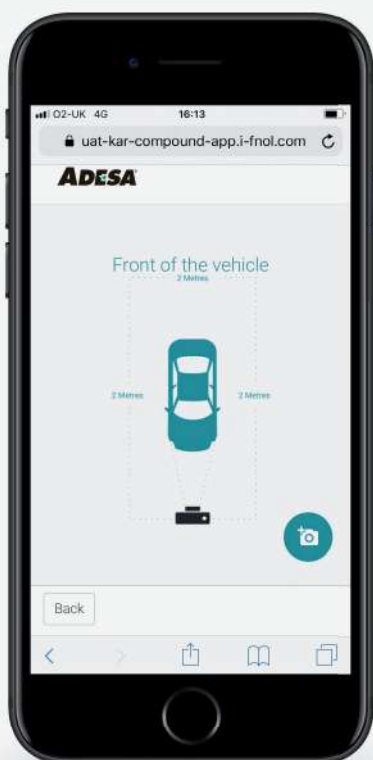 O2-UK 4G 16:13
uat-kar-compound-app.i-fnol.com
ADESA
Front of the vehicle
2 Metres
2 Metres 2 Metres
Back